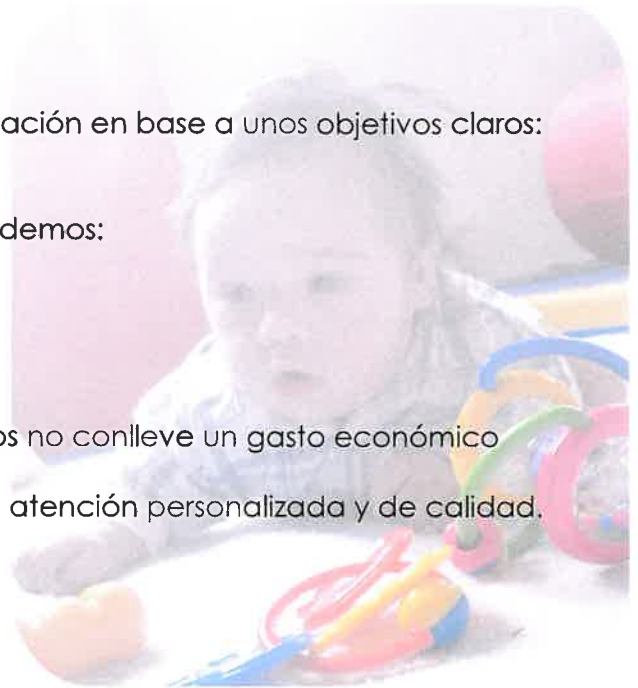 ación en base a unos objetivos claros:
demos:
os no conlleve un gasto económico
atención personalizada y de calidad.